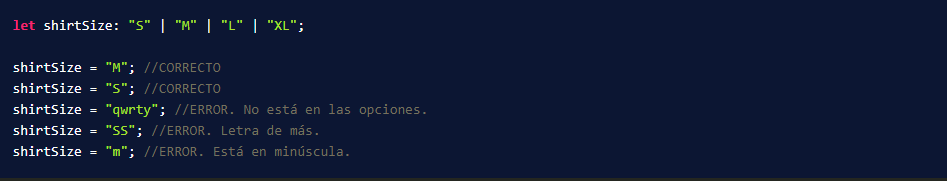 let shirtSize: "S" | "M" | "L" | "XL";
shirtSize = "M"; //CORRECTO
shirtSize = "S"; //CORRECTO
shirtSize = "qwrty"; //ERROR. No está en las opciones.
shirtSize = "SS"; //ERROR. Letra de más.
shirtSize = "m"; //ERROR. Está en minúscula.